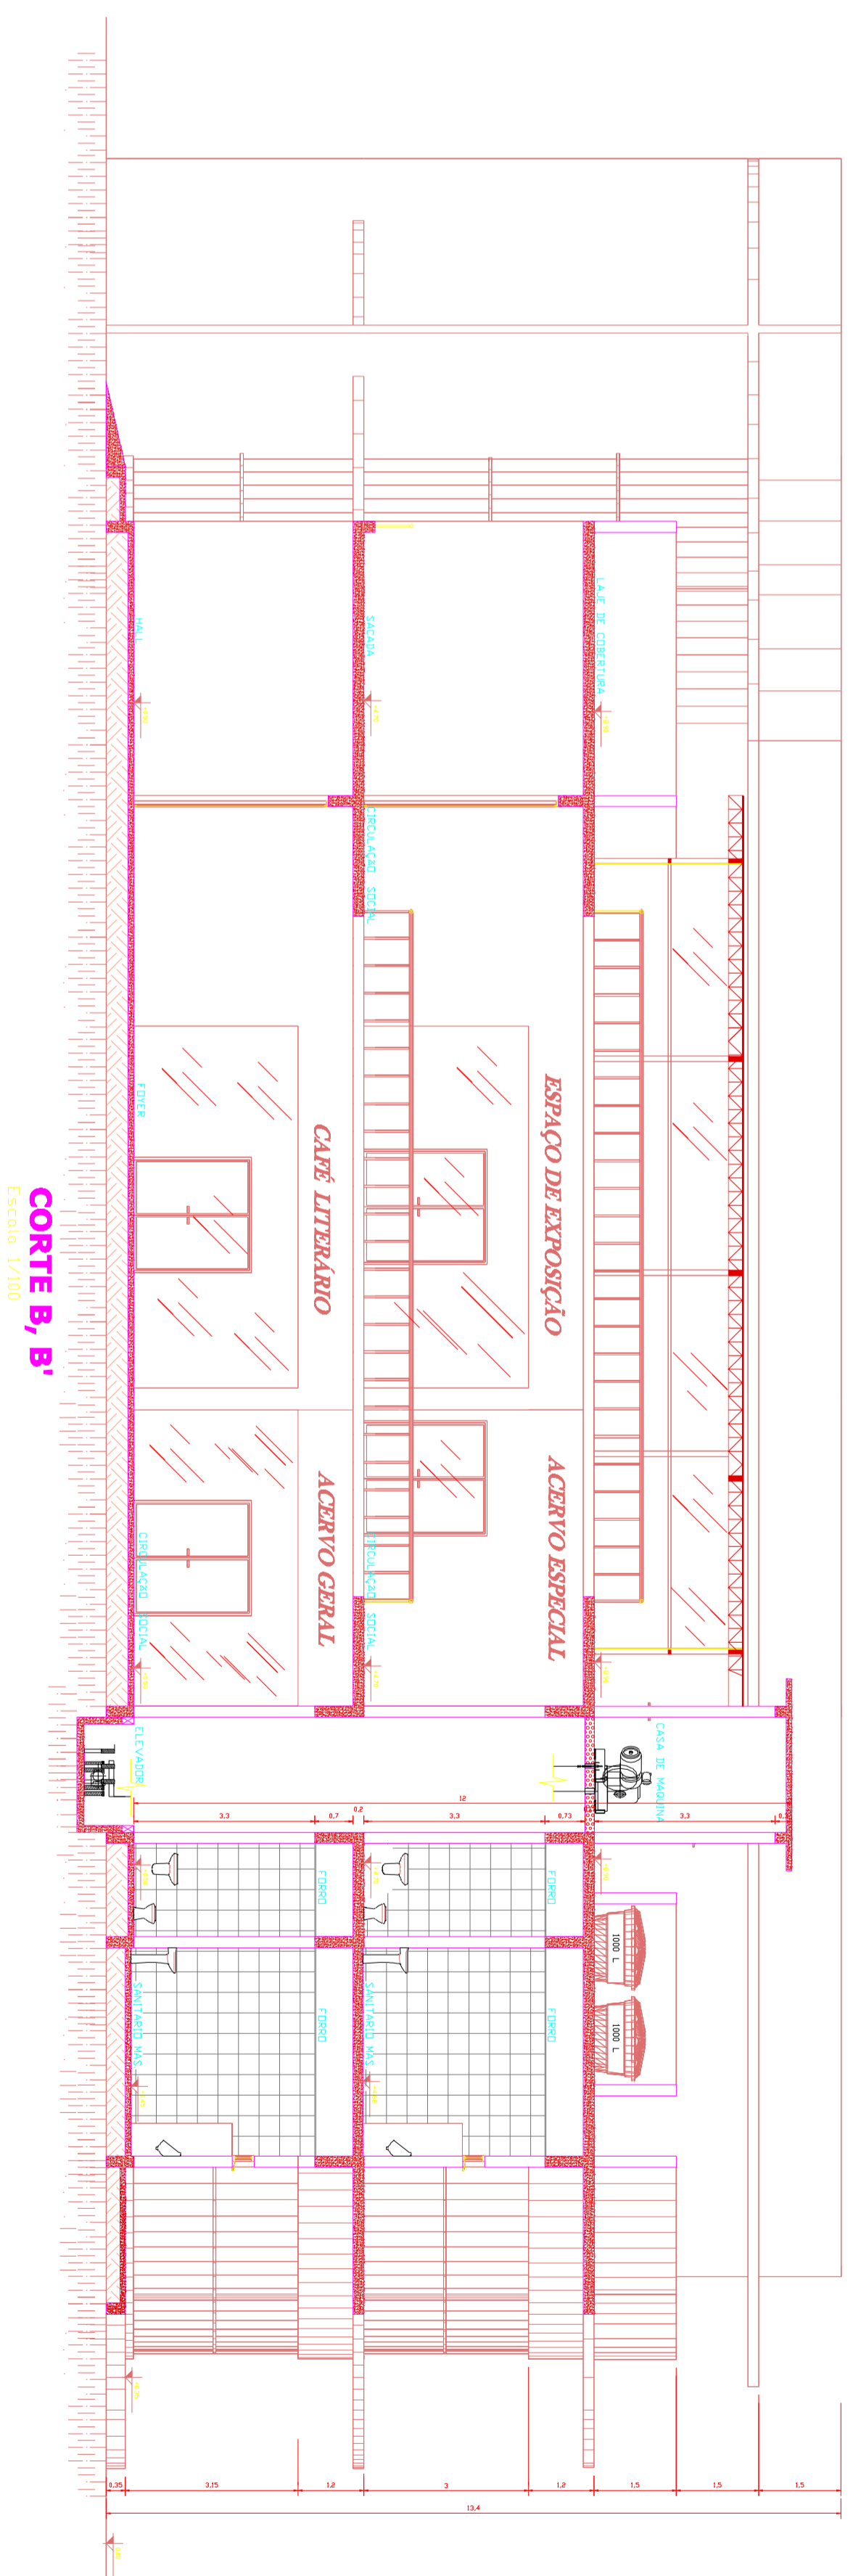 LAJE DE COBERTURA
SACADA
HALL
CIRCULAÇÃO SOCIAL
ESPAÇO DE EXPOSIÇÃO
ACERVO ESPECIAL
CAFÉ LITERÁRIO
ACERVO GERAL
FOYER
CIRCULAÇÃO SOCIAL
CIRCULAÇÃO SOCIAL
CASA DE MAQUINA
ELEVADOR
12
3,3
0,7
0,2
3,3
0,73
3,3
FORRO
FORRO
FORRO
FORRO
1000 L
1000 L
SANITARIO MAS.
SANITARIO MAS.
0,35
3,15
1,2
3
1,2
1,5
1,5
1,5
13,4
CORTE B, B'
Escala 1/100